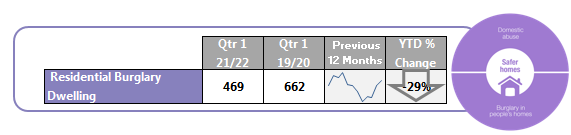 Qtr 1 Qtr 1 Previous YTD %
21/22 19/20 12 Months Change
Residential Burglary
Dwelling
469 662 -29%
Domestic
abuse
Safer
homes
Burglary in
people's homes